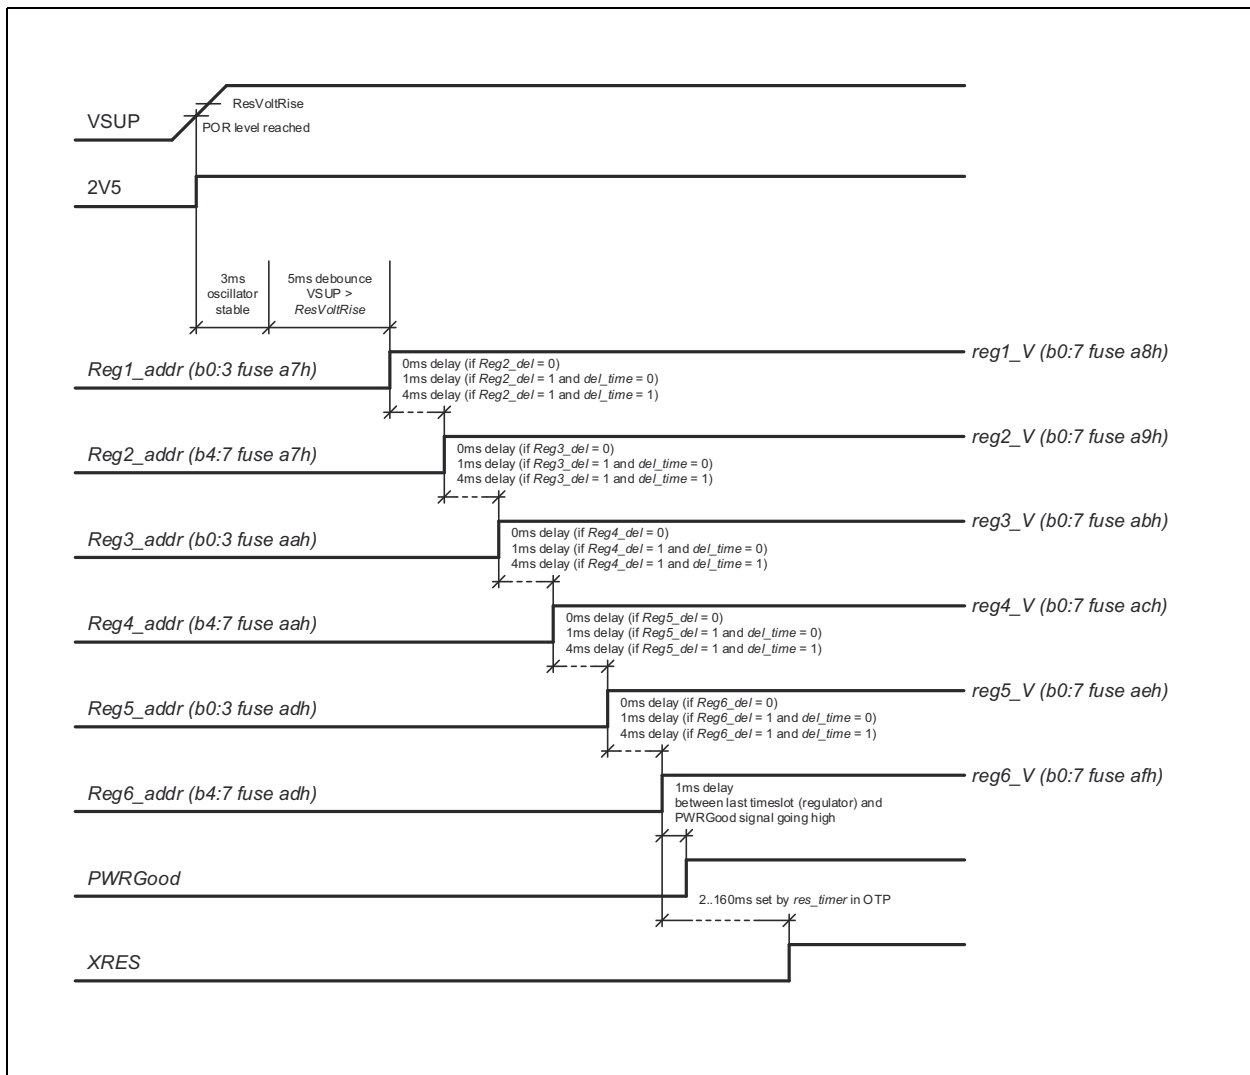 ResVoltRise
VSUP
POR level reached
2V5
3ms
oscillator
stable
5ms debounce
VSUP >
ResVoltRise
Reg1_addr (b0:3 fuse a7h)
reg1_V (b0:7 fuse a8h)
0ms delay (if Reg2_del = 0)
1ms delay (if Reg2_del = 1 and del_time = 0)
4ms delay (if Reg2_del = 1 and del_time = 1)
Reg2_addr (b4:7 fuse a7h)
reg2_V (b0:7 fuse a9h)
0ms delay (if Reg3_del = 0)
1ms delay (if Reg3_del = 1 and del_time = 0)
4ms delay (if Reg3_del = 1 and del_time = 1)
Reg3_addr (b0:3 fuse aah)
reg3_V (b0:7 fuse abh)
0ms delay (if Reg4_del = 0)
1ms delay (if Reg4_del = 1 and del_time = 0)
4ms delay (if Reg4_del = 1 and del_time = 1)
Reg4_addr (b4:7 fuse aah)
reg4_V (b0:7 fuse ach)
0ms delay (if Reg5_del = 0)
1ms delay (if Reg5_del = 1 and del_time = 0)
4ms delay (if Reg5_del = 1 and del_time = 1)
Reg5_addr (b0:3 fuse adh)
reg5_V (b0:7 fuse aeh)
0ms delay (if Reg6_del = 0)
1ms delay (if Reg6_del = 1 and del_time = 0)
4ms delay (if Reg6_del = 1 and del_time = 1)
Reg6_addr (b4:7 fuse adh)
reg6_V (b0:7 fuse afh)
1ms delay
between last timeslot (regulator) and
PWRGood signal going high
PWRGood
2..160ms set by res_timer in OTP
XRES